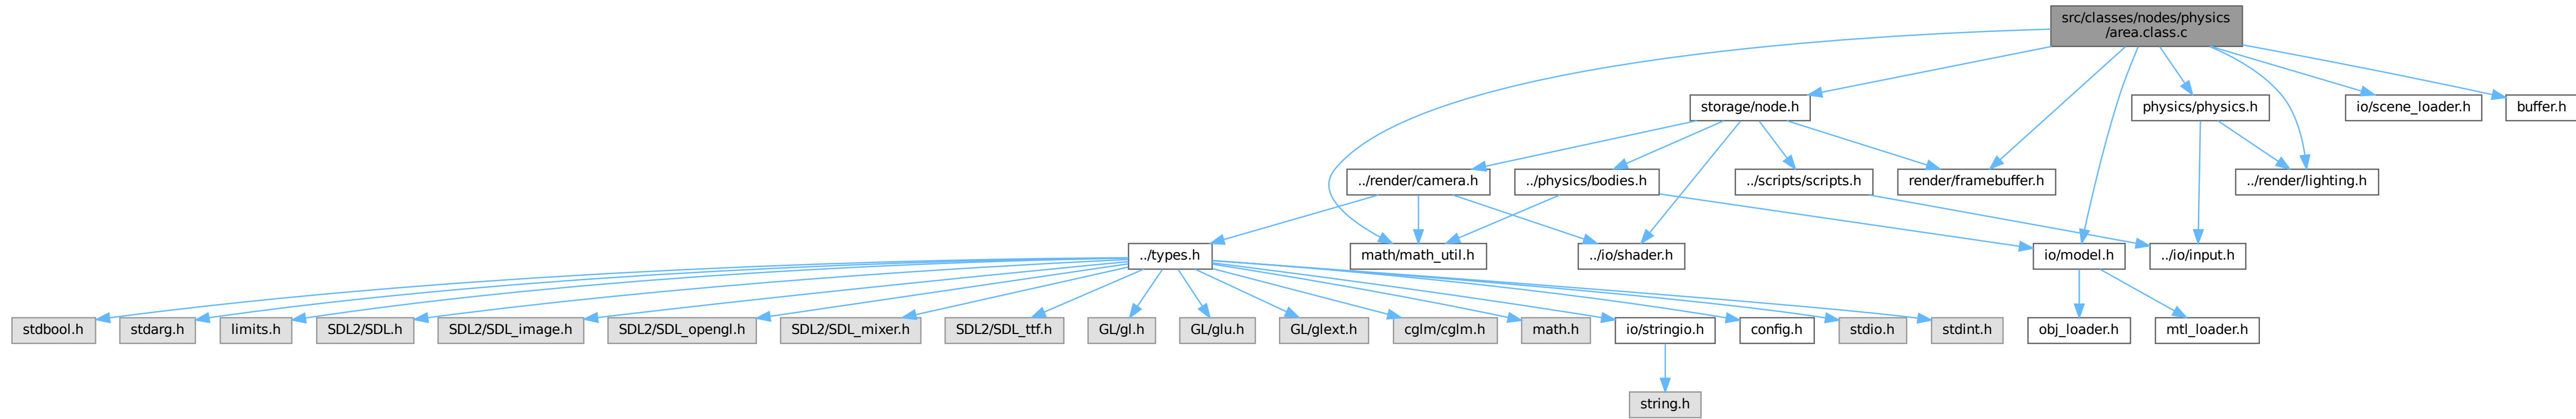 src/classes/nodes/physics
/area.class.c
storage/node.h
physics/physics.h
io/scene_loader.h
buffer.h
../render/camera.h
../physics/bodies.h
../scripts/scripts.h
render/framebuffer.h
../render/lighting.h
../types.h
math/math_util.h
../io/shader.h
io/model.h
../io/input.h
stdbool.h
stdarg.h
limits.h
SDL2/SDL.h
SDL2/SDL_image.h
SDL2/SDL_opengl.h
SDL2/SDL_mixer.h
SDL2/SDL_ttf.h
GL/gl.h
GL/glu.h
GL/glext.h
cglm/cglm.h
math.h
io/stringio.h
config.h
stdio.h
stdint.h
obj_loader.h
mtl_loader.h
string.h